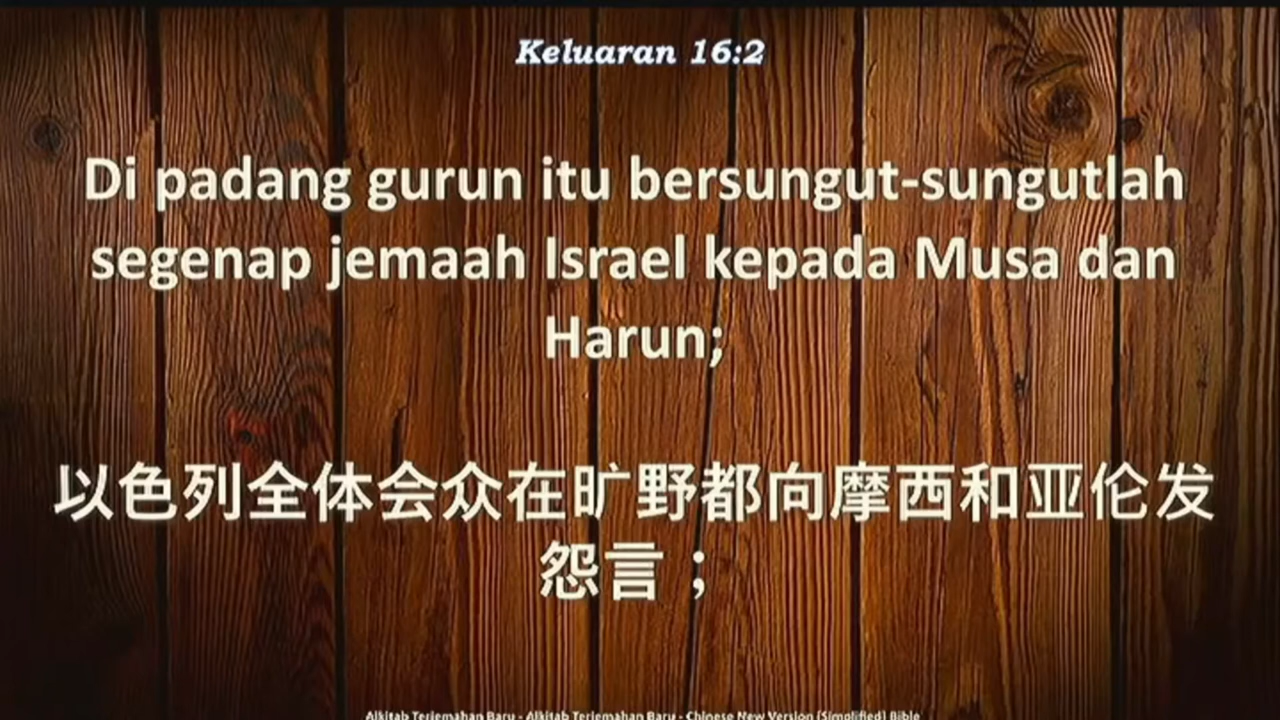 Keluaran 16:2
Di padang gurun itu bersungut-sungutlah
segenap jemaah Israel kepada Musa dan
Harun;
以色列全体会众在旷野都向摩西和亚伦发
怨言；
Alkitab Terjemahan Baru - Alkitab Terjemahan Baru - Chinese New Version (Simplified) Bible